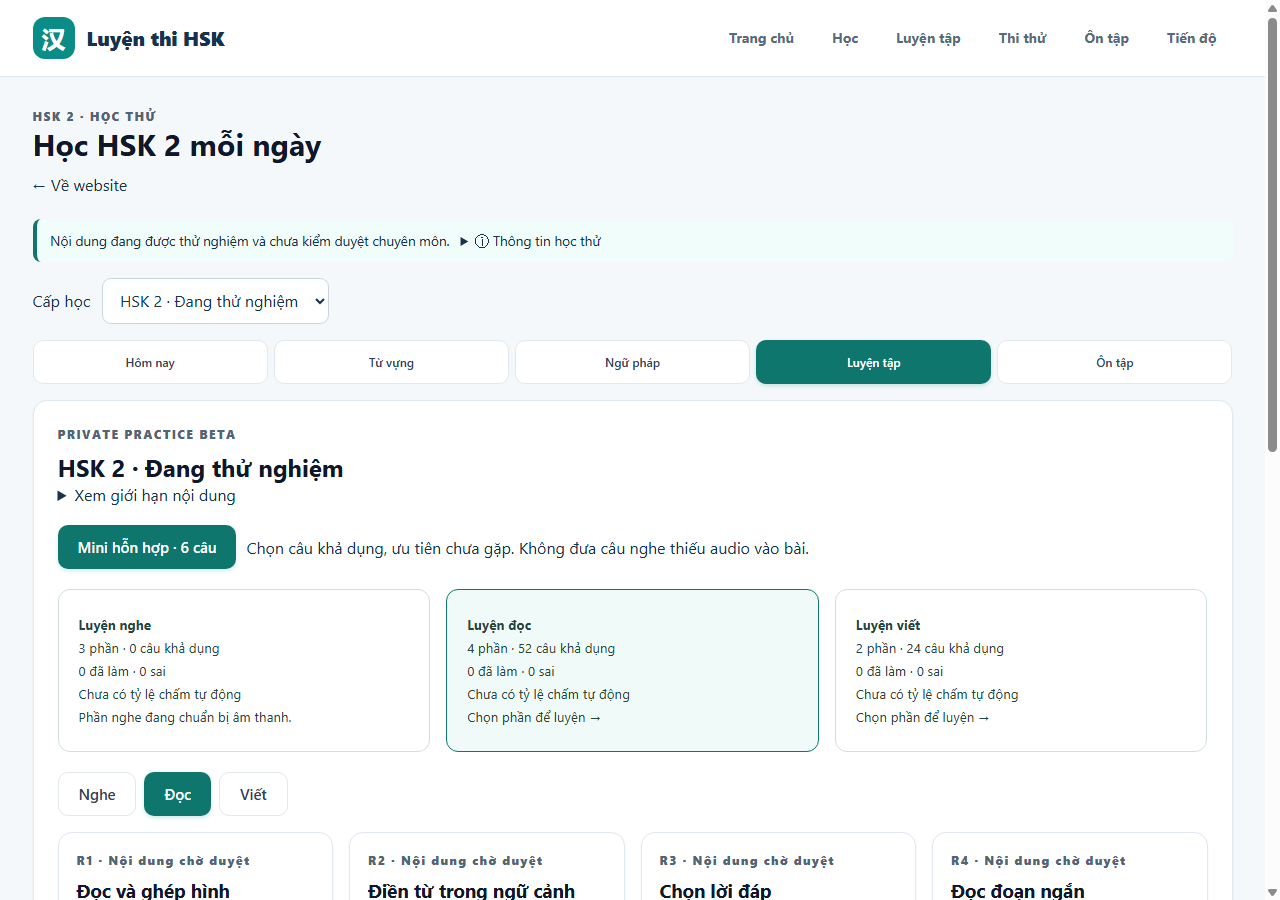 汉 Luyện thi HSK
Trang chủ
Học
Luyện tập
Thi thử
Ôn tập
Tiến độ
HSK 2 · HỌC THỬ
Học HSK 2 mỗi ngày
← Về website
Nội dung đang được thử nghiệm và chưa kiểm duyệt chuyên môn. ▶ ⓘ Thông tin học thử
Cấp học
HSK 2 · Đang thử nghiệm
Hôm nay
Từ vựng
Ngữ pháp
Luyện tập
Ôn tập
PRIVATE PRACTICE BETA
HSK 2 · Đang thử nghiệm
▶ Xem giới hạn nội dung
Mini hỗn hợp · 6 câu
Chọn câu khả dụng, ưu tiên chưa gặp. Không đưa câu nghe thiếu audio vào bài.
Luyện nghe
3 phần · 0 câu khả dụng
0 đã làm · 0 sai
Chưa có tỷ lệ chấm tự động
Phần nghe đang chuẩn bị âm thanh.
Luyện đọc
4 phần · 52 câu khả dụng
0 đã làm · 0 sai
Chưa có tỷ lệ chấm tự động
Chọn phần để luyện →
Luyện viết
2 phần · 24 câu khả dụng
0 đã làm · 0 sai
Chưa có tỷ lệ chấm tự động
Chọn phần để luyện →
Nghe
Đọc
Viết
R1 · Nội dung chờ duyệt
Đọc và ghép hình
R2 · Nội dung chờ duyệt
Điền từ trong ngữ cảnh
R3 · Nội dung chờ duyệt
Chọn lời đáp
R4 · Nội dung chờ duyệt
Đọc đoạn ngắn